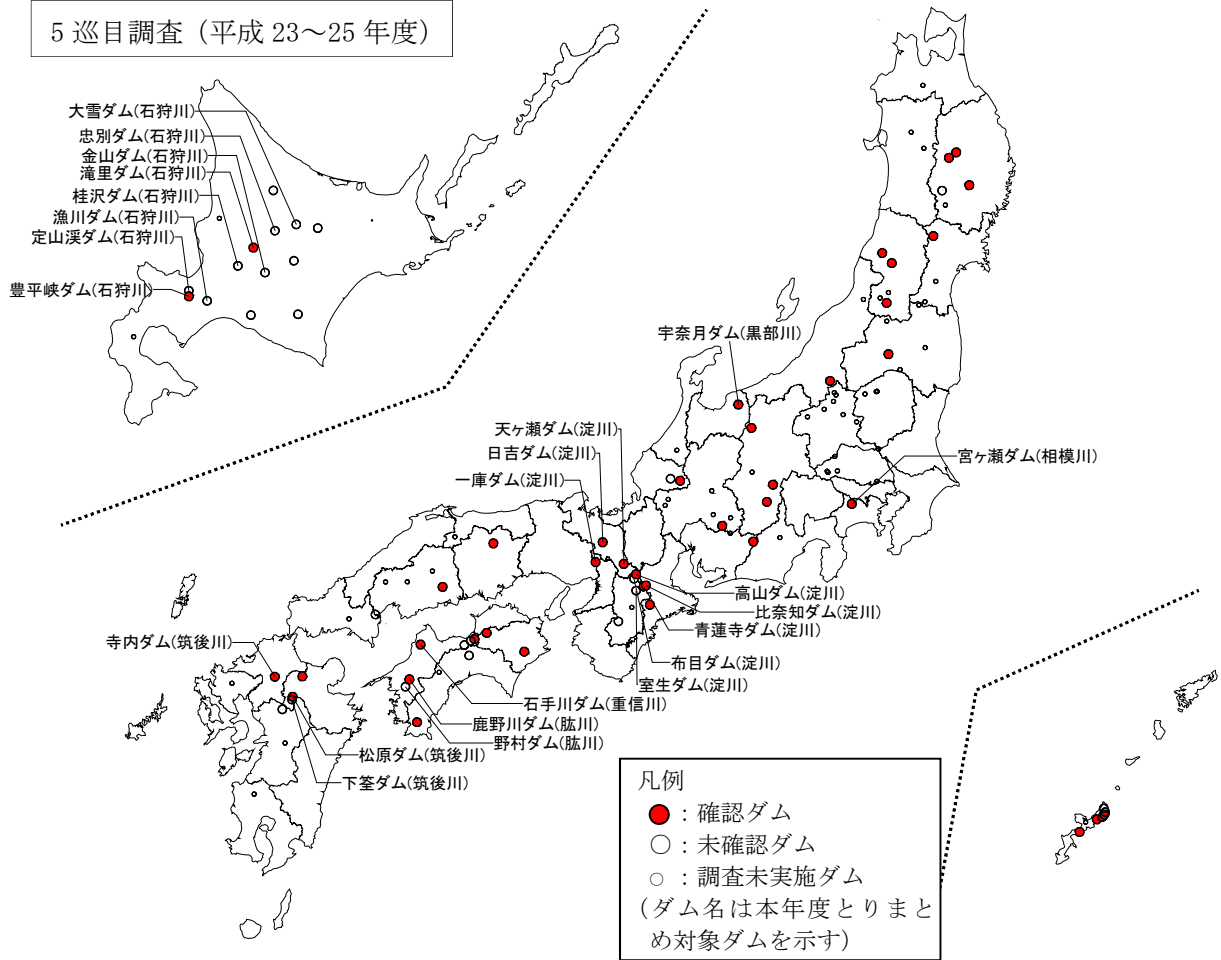 5 巡目調査（平成 23～25 年度）
大雪ダム(石狩川)
忠別ダム(石狩川)
金山ダム(石狩川)
滝里ダム(石狩川)
桂沢ダム(石狩川)
漁川ダム(石狩川)
定山渓ダム(石狩川)
豊平峡ダム(石狩川)
宇奈月ダム(黒部川)
天ヶ瀬ダム(淀川)
日吉ダム(淀川)
一庫ダム(淀川)
宮ヶ瀬ダム(相模川)
高山ダム(淀川)
比奈知ダム(淀川)
青蓮寺ダム(淀川)
布目ダム(淀川)
室生ダム(淀川)
寺内ダム(筑後川)
石手川ダム(重信川)
鹿野川ダム(肱川)
野村ダム(肱川)
松原ダム(筑後川)
下筌ダム(筑後川)
凡例
：確認ダム
：未確認ダム
：調査未実施ダム
(ダム名は本年度とりまと
め対象ダムを示す)